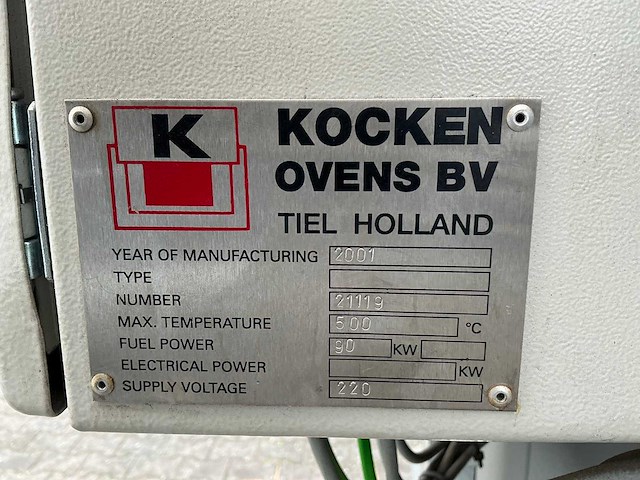 K KOCKEN
OVENS BV
TIEL HOLLAND
YEAR OF MANUFACTURING 2001
TYPE
NUMBER 21119
MAX. TEMPERATURE 500 °C
FUEL POWER 90 KW
ELECTRICAL POWER KW
SUPPLY VOLTAGE 220